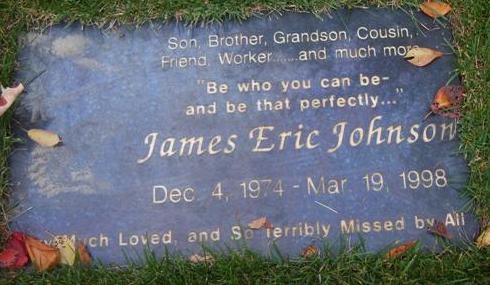 Son, Brother, Grandson, Cousin,
Friend, Worker......and much more
"Be who you can be-
and be that perfectly..."
James Eric Johnson
Dec. 4, 1974 - Mar. 19, 1998
Much Loved, and So Terribly Missed by All